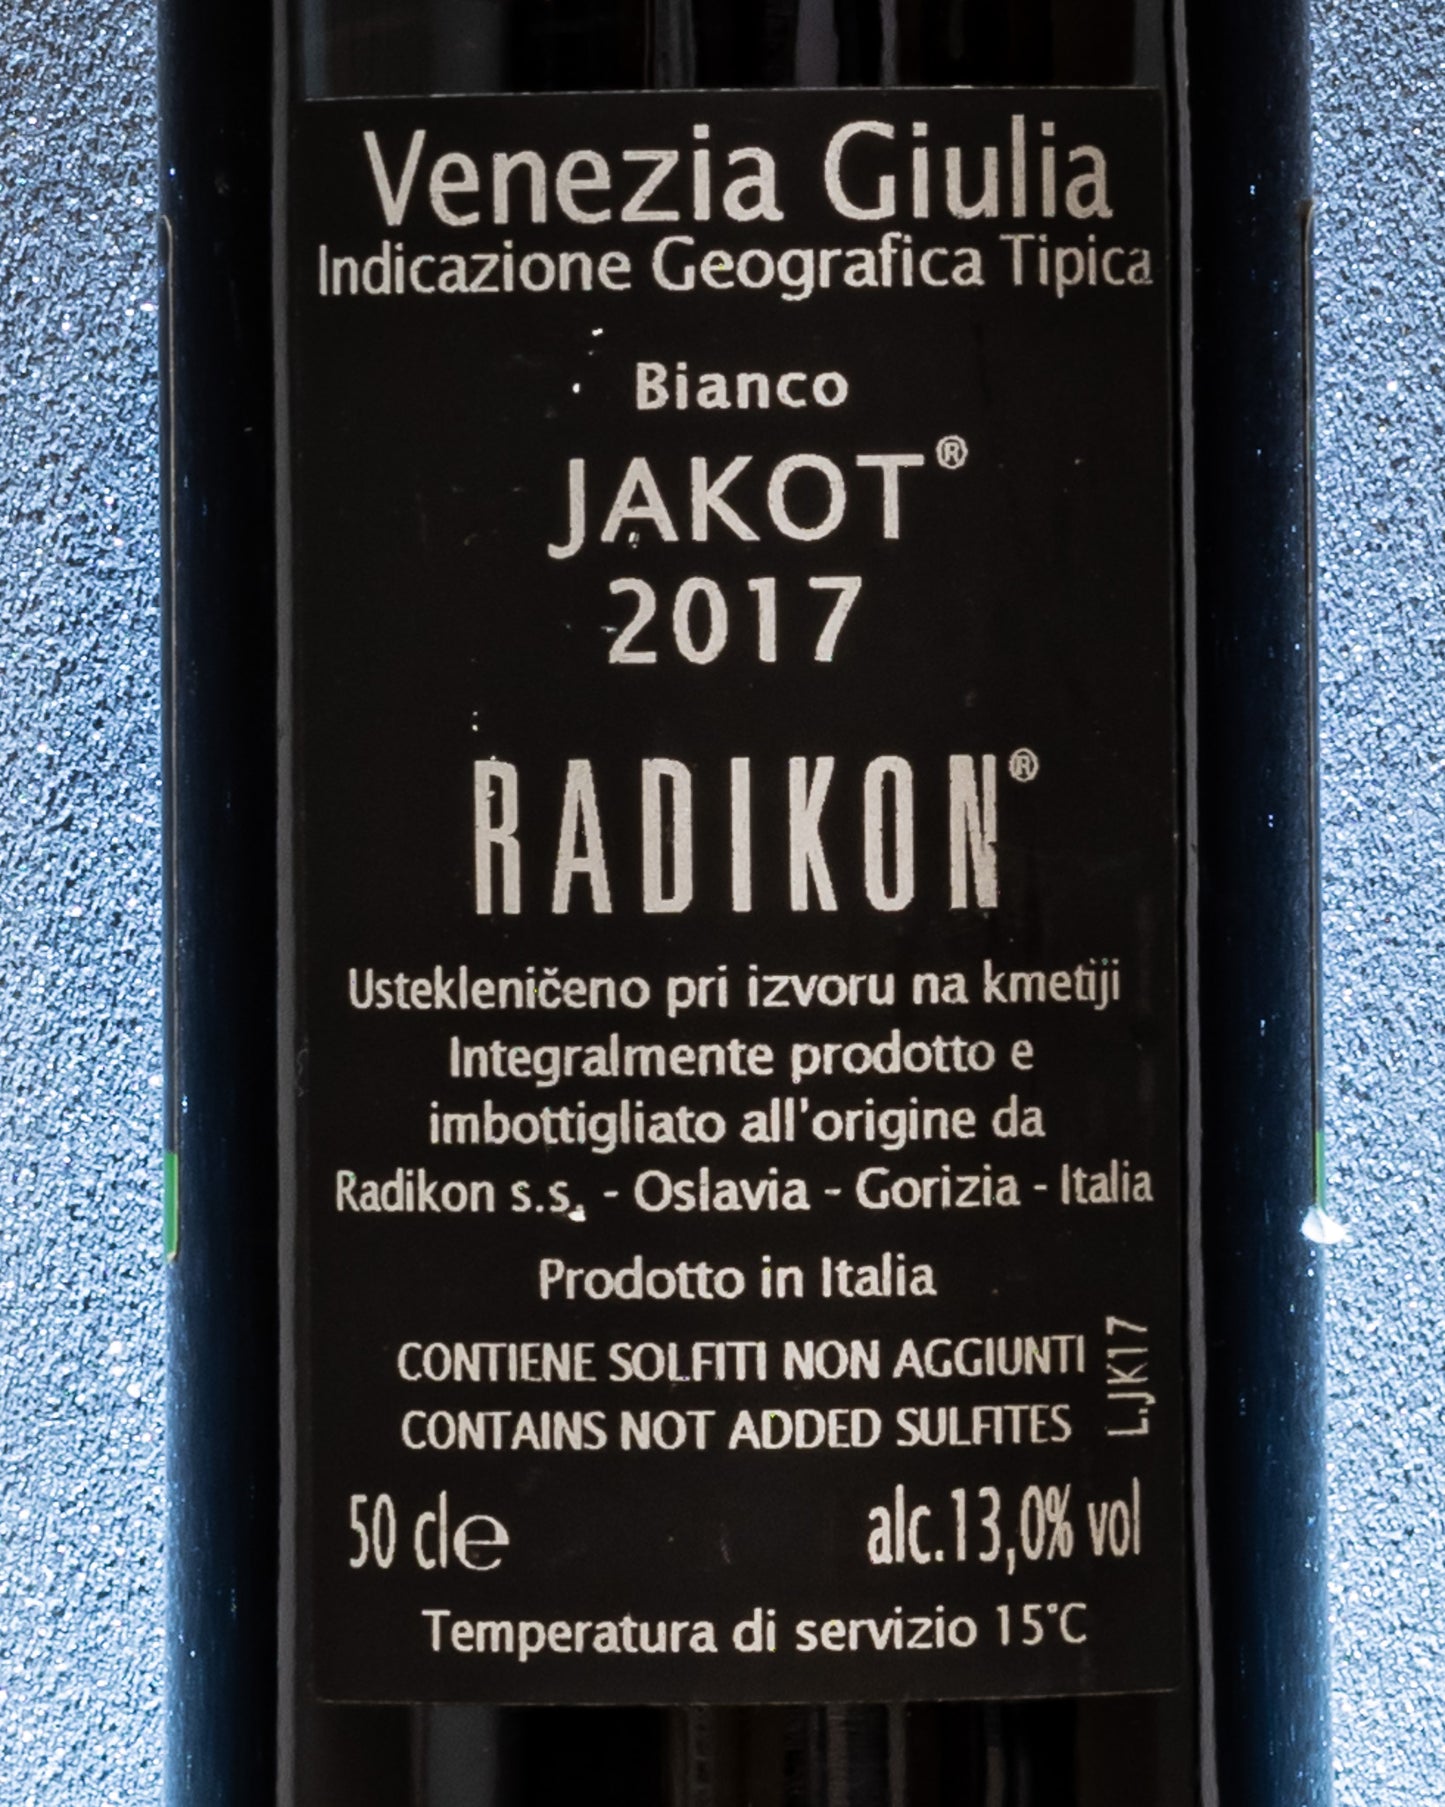 Venezia Giulia
Indicazione Geografica Tipica
Bianco
JAKOT®
2017
RADIKON®
Ustekleničeno pri izvoru na kmetiji
Integralmente prodotto e
imbottigliato all'origine da
Radikon s.s. - Oslavia - Gorizia - Italia
Prodotto in Italia
CONTIENE SOLFITI NON AGGIUNTI
CONTAINS NOT ADDED SULFITES
L.JK17
50 cl℮
alc.13,0% vol
Temperatura di servizio 15°C